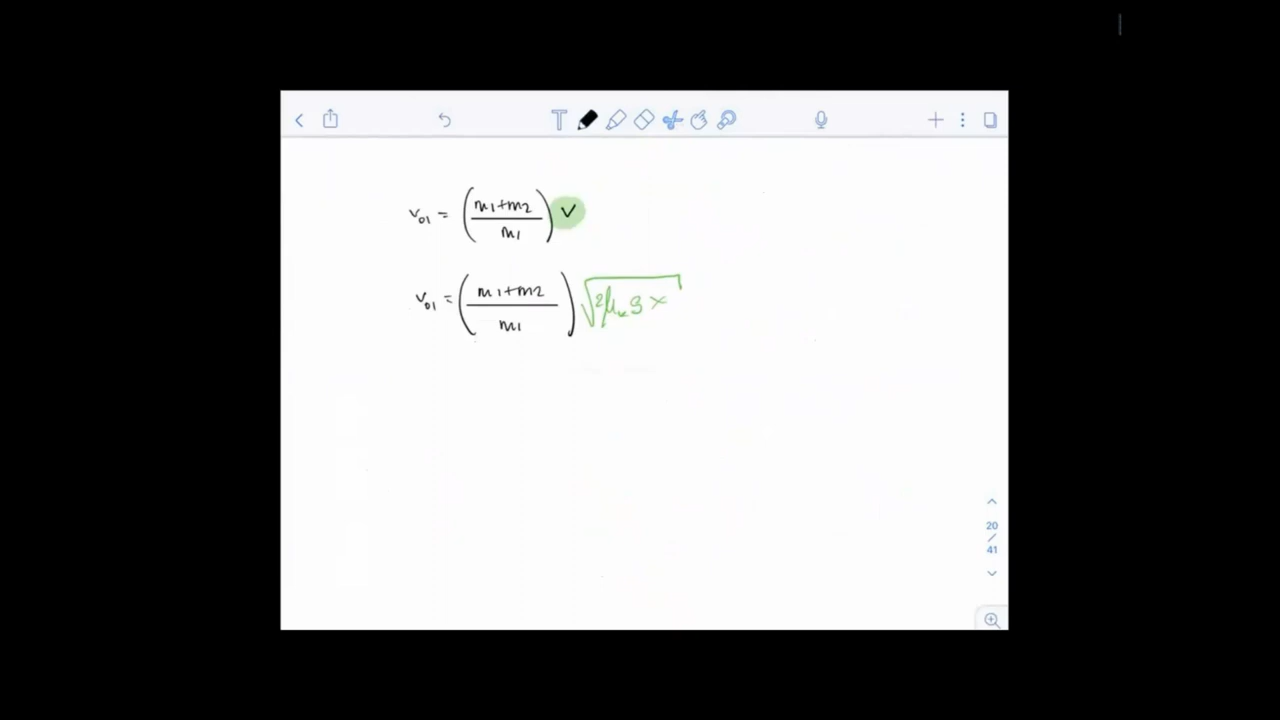 v01 = (m1+m2 / m1) v
v01 = (m1+m2 / m1) √2μk g x
20
/
41